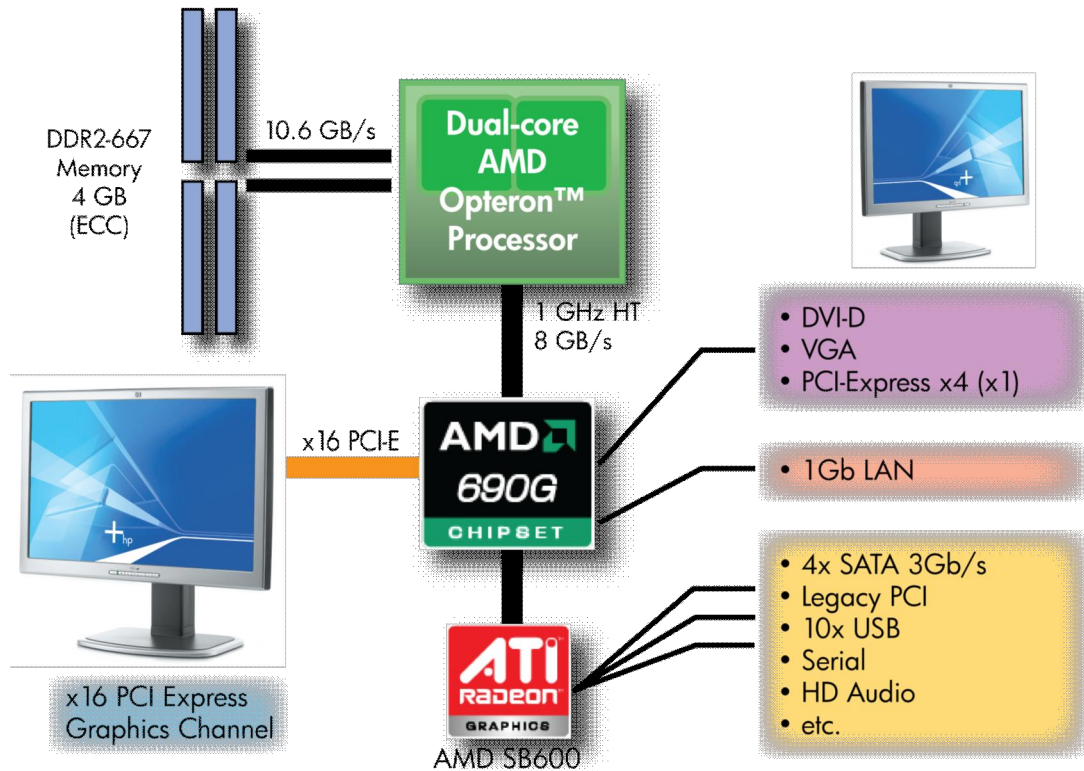 DDR2-667
Memory
4 GB
(ECC)
10.6 GB/s
Dual-core
AMD
Opteron™
Processor
1 GHz HT
8 GB/s
• DVI-D
• VGA
• PCI-Express x4 (x1)
x16 PCI-E
AMD
690G
CHIPSET
• 1Gb LAN
hp
• 4x SATA 3Gb/s
• Legacy PCI
• 10x USB
• Serial
• HD Audio
• etc.
ATi
RADEON
GRAPHICS
AMD SB600
x16 PCI Express
Graphics Channel